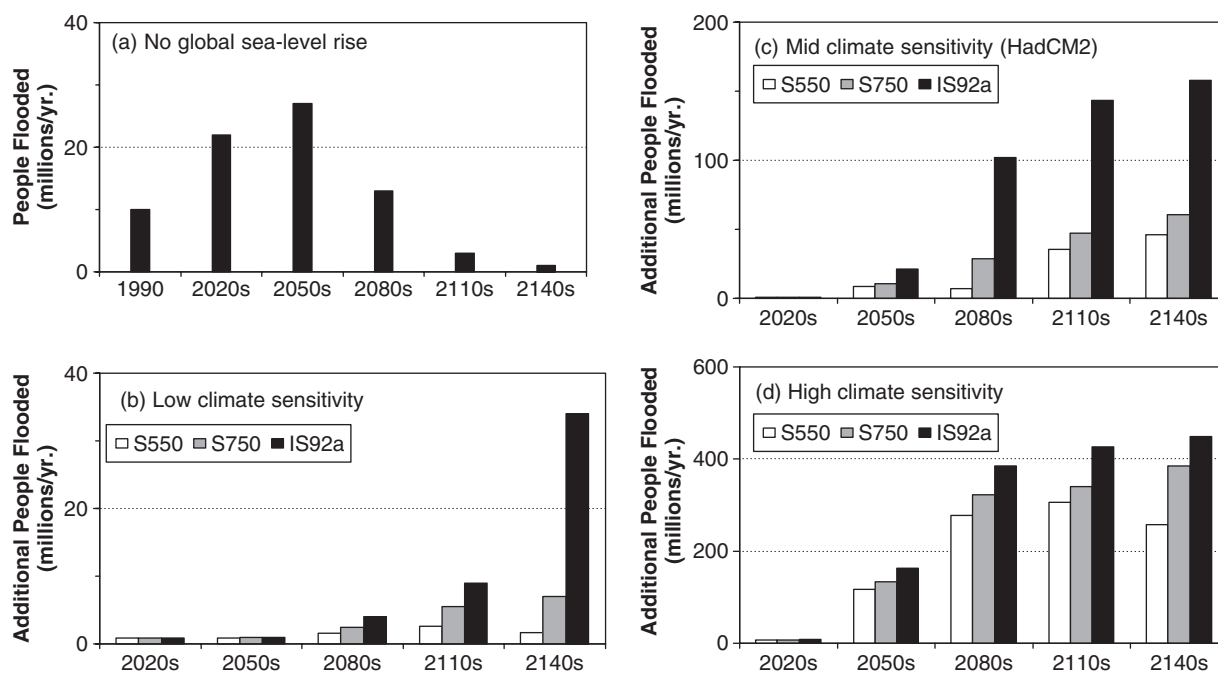 (a) No global sea-level rise
People Flooded
(millions/yr.)
40
20
0
1990 2020s 2050s 2080s 2110s 2140s
(b) Low climate sensitivity
S550 S750 IS92a
Additional People Flooded
(millions/yr.)
40
20
0
2020s 2050s 2080s 2110s 2140s
(c) Mid climate sensitivity (HadCM2)
S550 S750 IS92a
Additional People Flooded
(millions/yr.)
200
100
0
2020s 2050s 2080s 2110s 2140s
(d) High climate sensitivity
S550 S750 IS92a
Additional People Flooded
(millions/yr.)
600
400
200
0
2020s 2050s 2080s 2110s 2140s